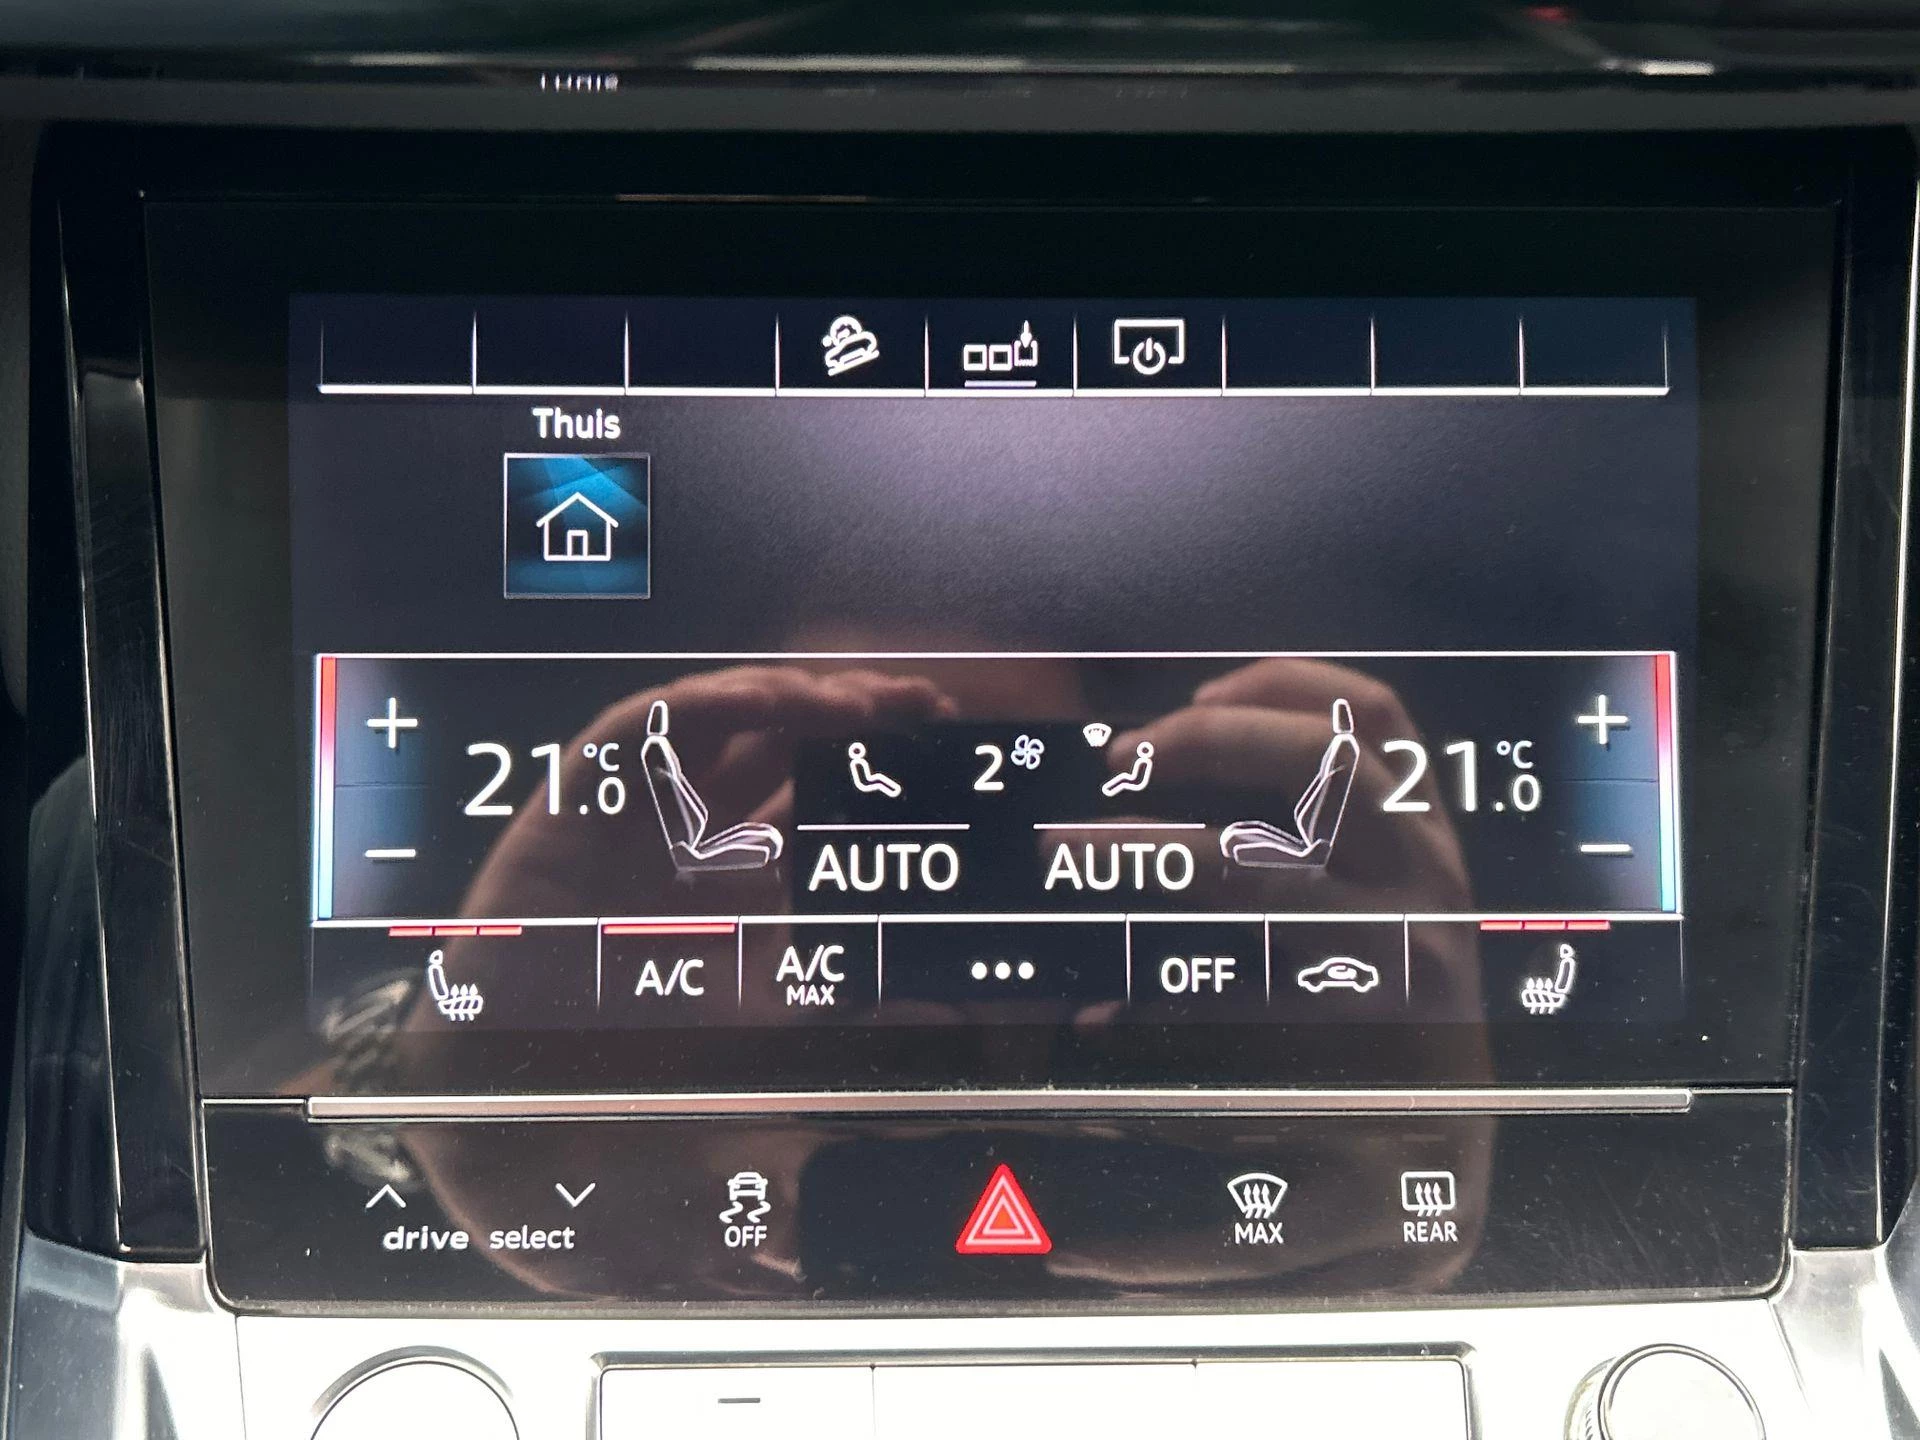 Thuis
21.0 °C
2
21.0 °C
AUTO
AUTO
A/C
A/C MAX
OFF
drive select
OFF
MAX
REAR